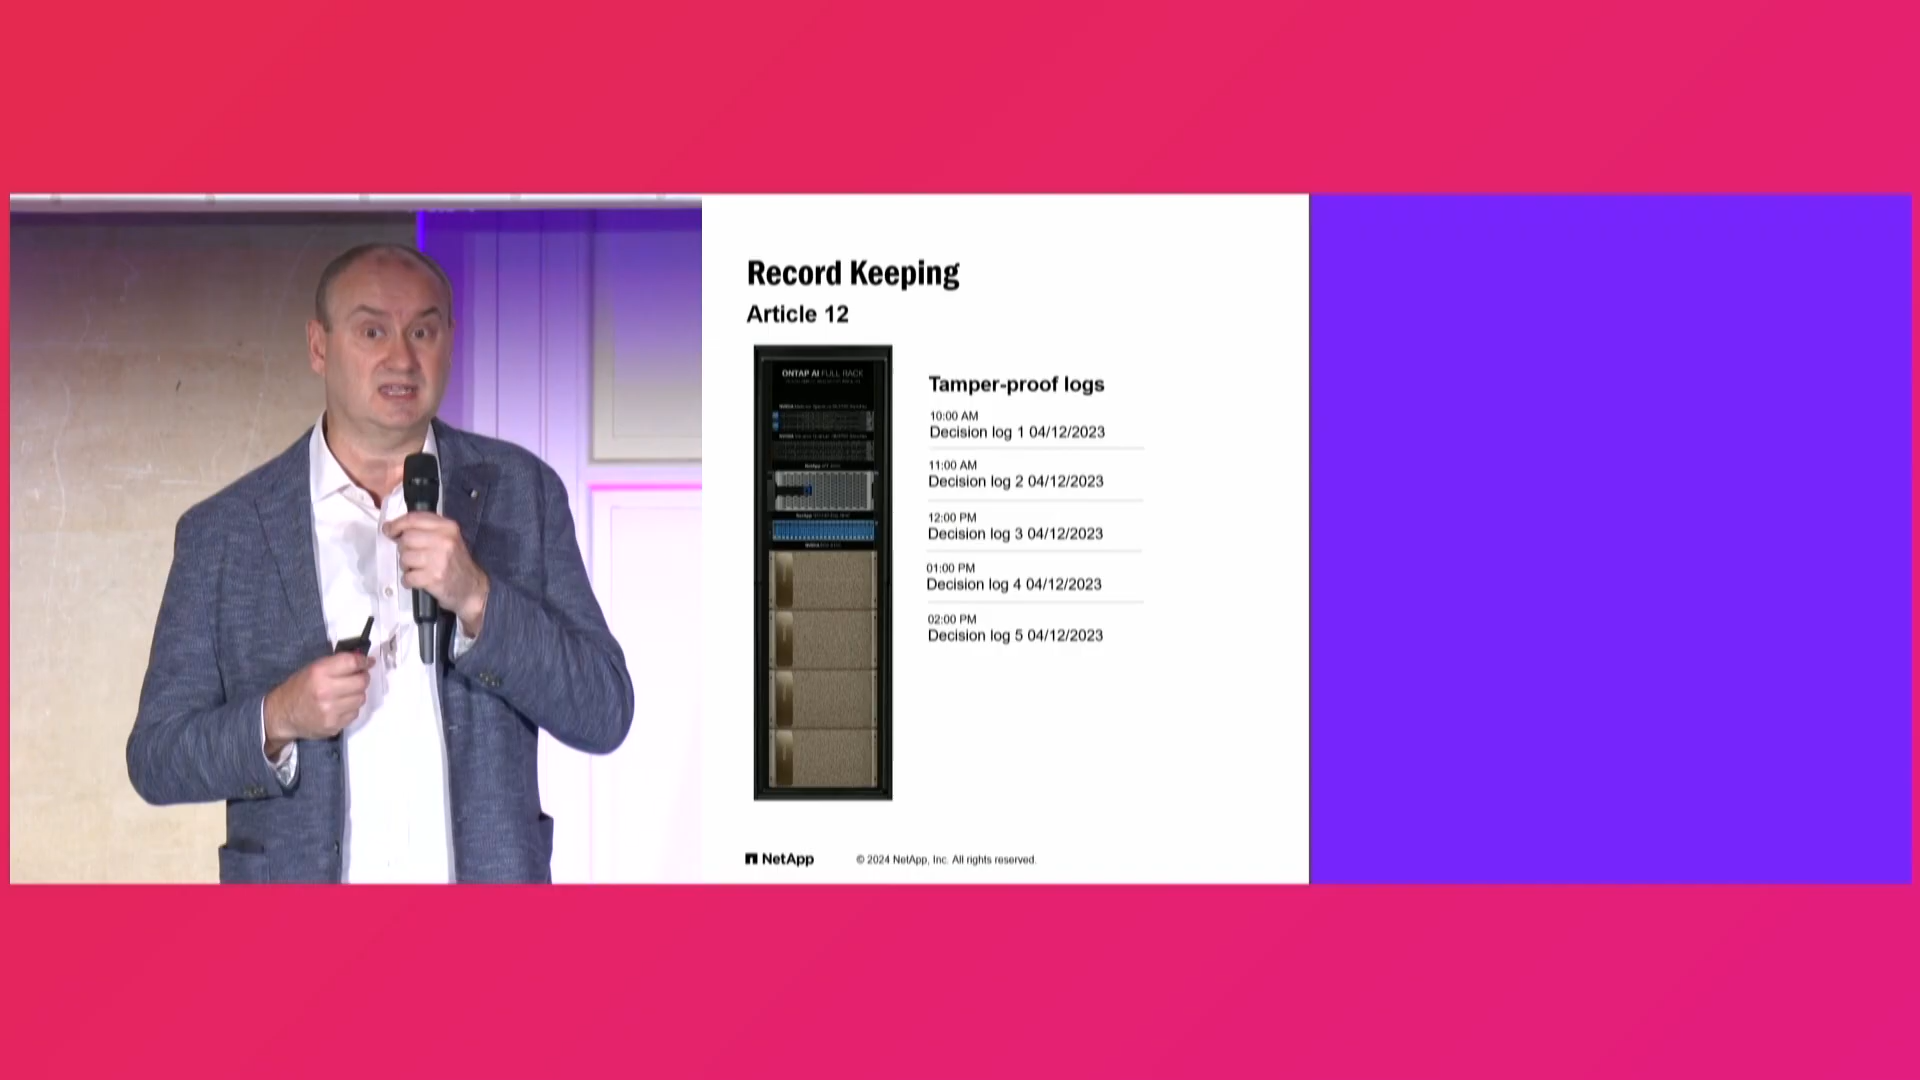 Record Keeping
Article 12
ONTAP AI FULL RACK
Tamper-proof logs
10:00 AM
Decision log 1 04/12/2023
11:00 AM
Decision log 2 04/12/2023
12:00 PM
Decision log 3 04/12/2023
01:00 PM
Decision log 4 04/12/2023
02:00 PM
Decision log 5 04/12/2023
NetApp
© 2024 NetApp, Inc. All rights reserved.